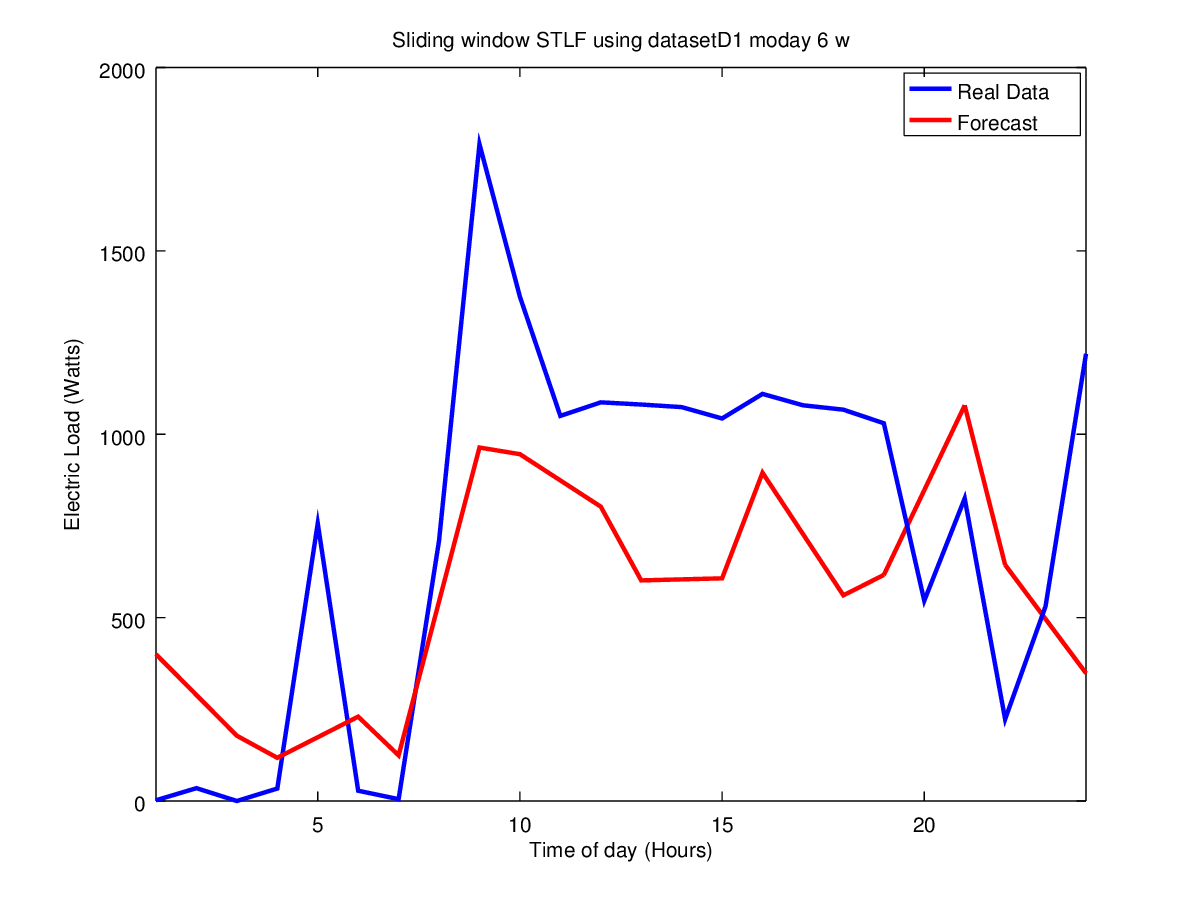 Sliding window STLF using datasetD1 moday 6 w
Real Data
Forecast
2000
1500
1000
500
0
Electric Load (Watts)
5 10 15 20
Time of day (Hours)